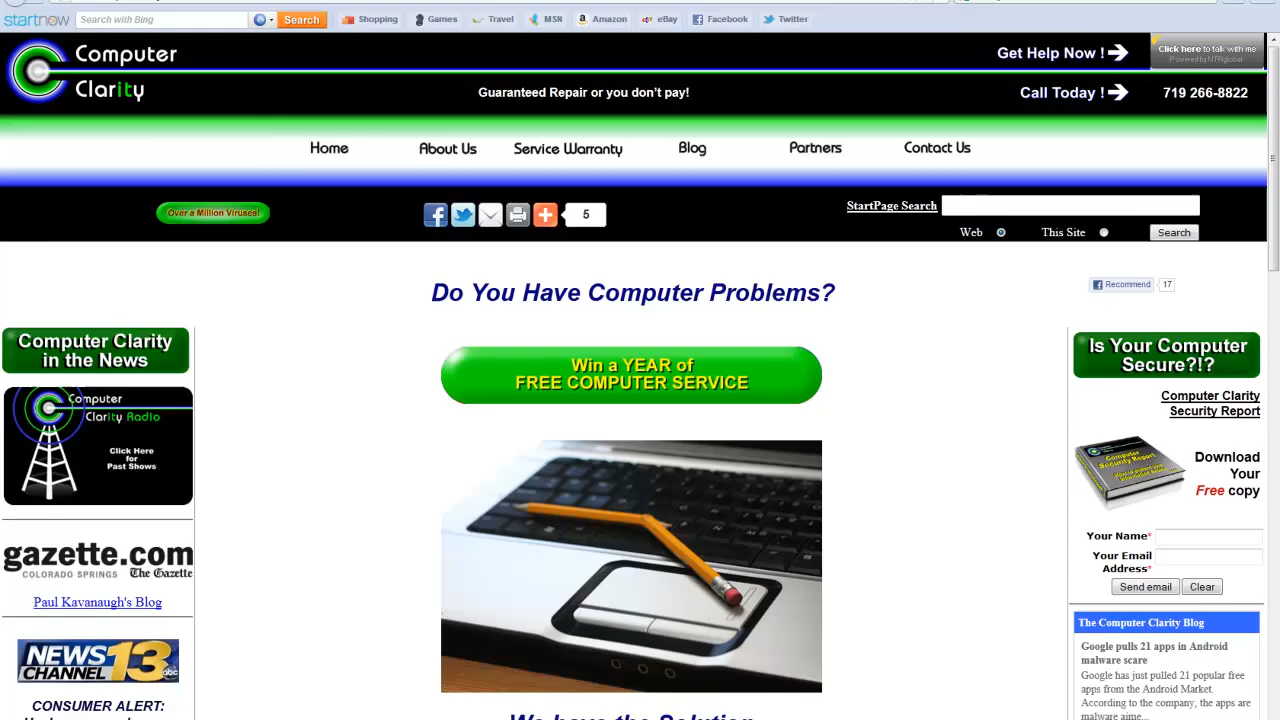 startnow
Search with Bing
Search
Shopping
Games
Travel
MSN
Amazon
eBay
Facebook
Twitter
Computer
Clarity
Guaranteed Repair or you don't pay!
Get Help Now !
Click here to talk with me
Powered by NTRglobal
Call Today !
719 266-8822
Home
About Us
Service Warranty
Blog
Partners
Contact Us
Over a Million Viruses!
5
StartPage Search
Web
This Site
Search
Do You Have Computer Problems?
Recommend
17
Computer Clarity
in the News
Computer
Clarity Radio
Click Here
for
Past Shows
gazette.com
COLORADO SPRINGS The Gazette
Paul Kavanaugh's Blog
NEWS
CHANNEL 13 abc
CONSUMER ALERT:
Win a YEAR of
FREE COMPUTER SERVICE
We have the Solution
Is Your Computer
Secure?!?
Computer Clarity
Security Report
Computer
Security Report
Download
Your
Free copy
Your Name*
Your Email
Address*
Send email
Clear
The Computer Clarity Blog
Google pulls 21 apps in Android
malware scare
Google has just pulled 21 popular free
apps from the Android Market.
According to the company, the apps are
malware aime...